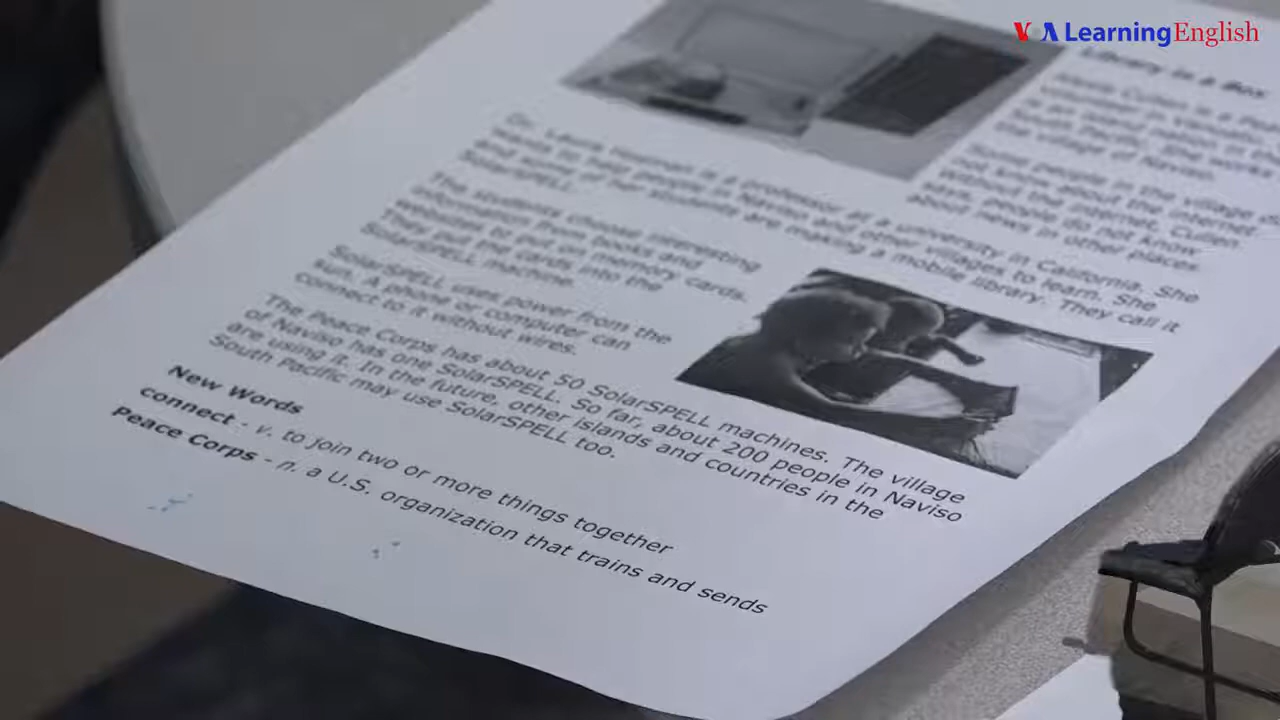 VOA Learning English
Library in a Box
is a
volunteer in
is an island nation in the
South Pacific. She works
the village of Naviso.
Some people in the village
not know about the internet.
Without the internet, Cullen
says, people do not know
about news in other places.
Dr. Laura is a professor at a university in California. She
wants to help people in Naviso and other villages to learn. She
and some of her students are making a mobile library. They call it
SolarSPELL.
The students choose interesting
information from books and
websites to put on memory cards.
They put the cards into the
SolarSPELL machine.
SolarSPELL uses power from the
sun. A phone or computer can
connect to it without wires.
The Peace Corps has about 50 SolarSPELL machines. The village
of Naviso has one SolarSPELL. So far, about 200 people in Naviso
are using it. In the future, other islands and countries in the
South Pacific may use SolarSPELL too.
New Words
connect - v. to join two or more things together
Peace Corps - n. a U.S. organization that trains and sends